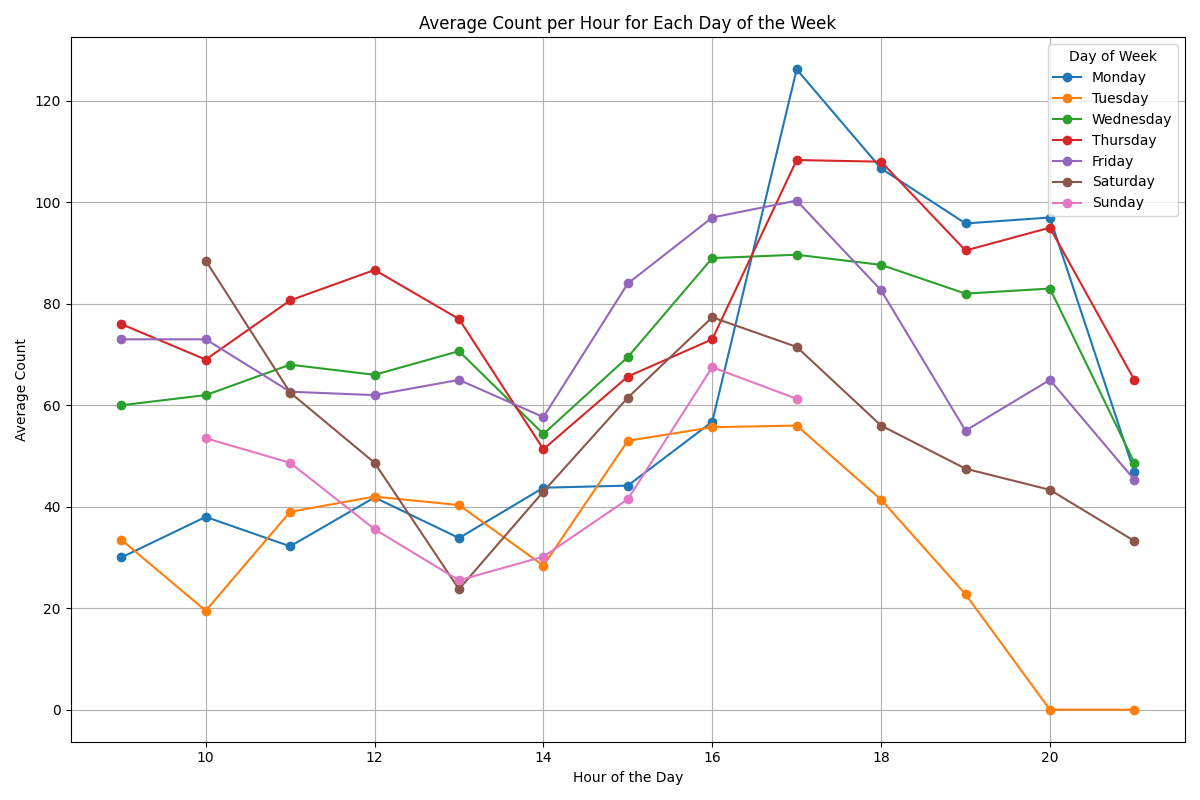 Average Count per Hour for Each Day of the Week
Day of Week
Monday
Tuesday
Wednesday
Thursday
Friday
Saturday
Sunday
Average Count
120
100
80
60
40
20
0
10 12 14 16 18 20
Hour of the Day